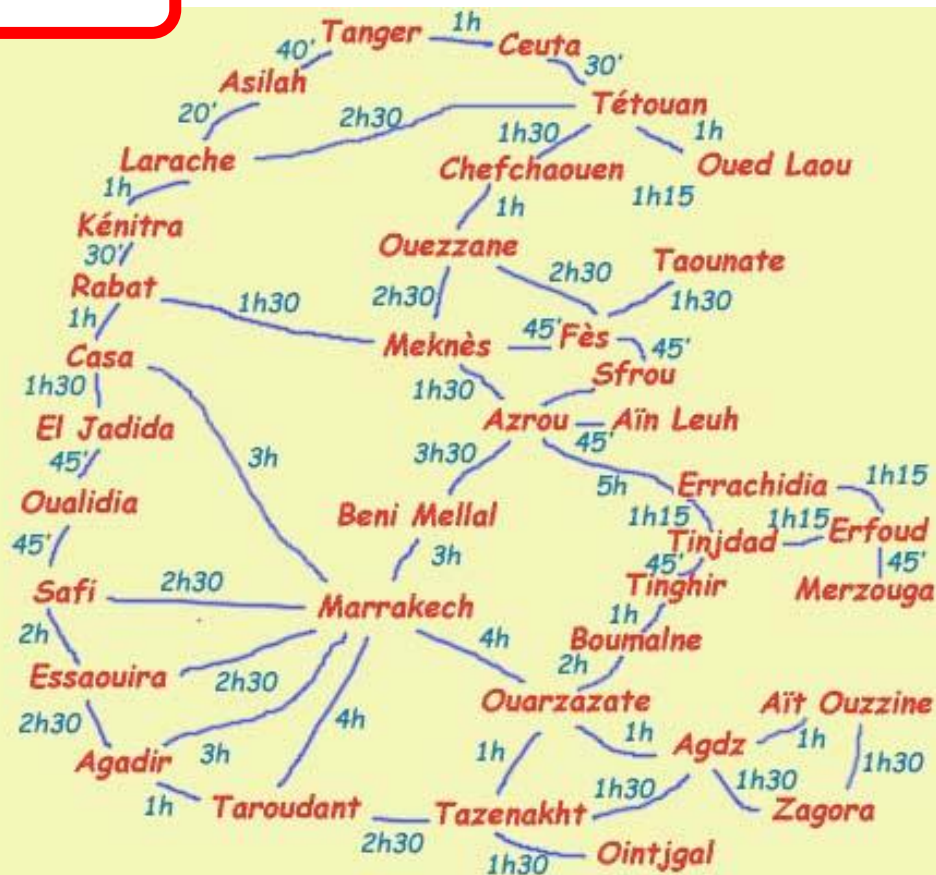 Tanger 1h Ceuta
40' 30'
Asilah Tétouan
20' 2h30 1h30 1h
Larache Chefchaouen Oued Laou
1h 1h 1h15
Kénitra Ouezzane Taounate
30' 2h30 2h30 1h30
Rabat 1h30
1h Meknès 45' Fès 45'
Casa Sfrou
1h30 1h30
El Jadida Azrou Aïn Leuh
45' 3h 3h30 45'
5h Errachidia 1h15
Oualidia Beni Mellal 1h15 1h15 Erfoud
45' 3h Tinjdad
45' 45'
Safi 2h30 Marrakech Tinghir Merzouga
2h 4h 1h Boumalne
Essaouira 2h30 2h
2h30 4h Ouarzazate Aït Ouzzine
Agadir 3h 1h 1h Agdz 1h 1h30
1h Taroudant Tazenakht 1h30 1h30 Zagora
2h30 1h30 Ointjgal